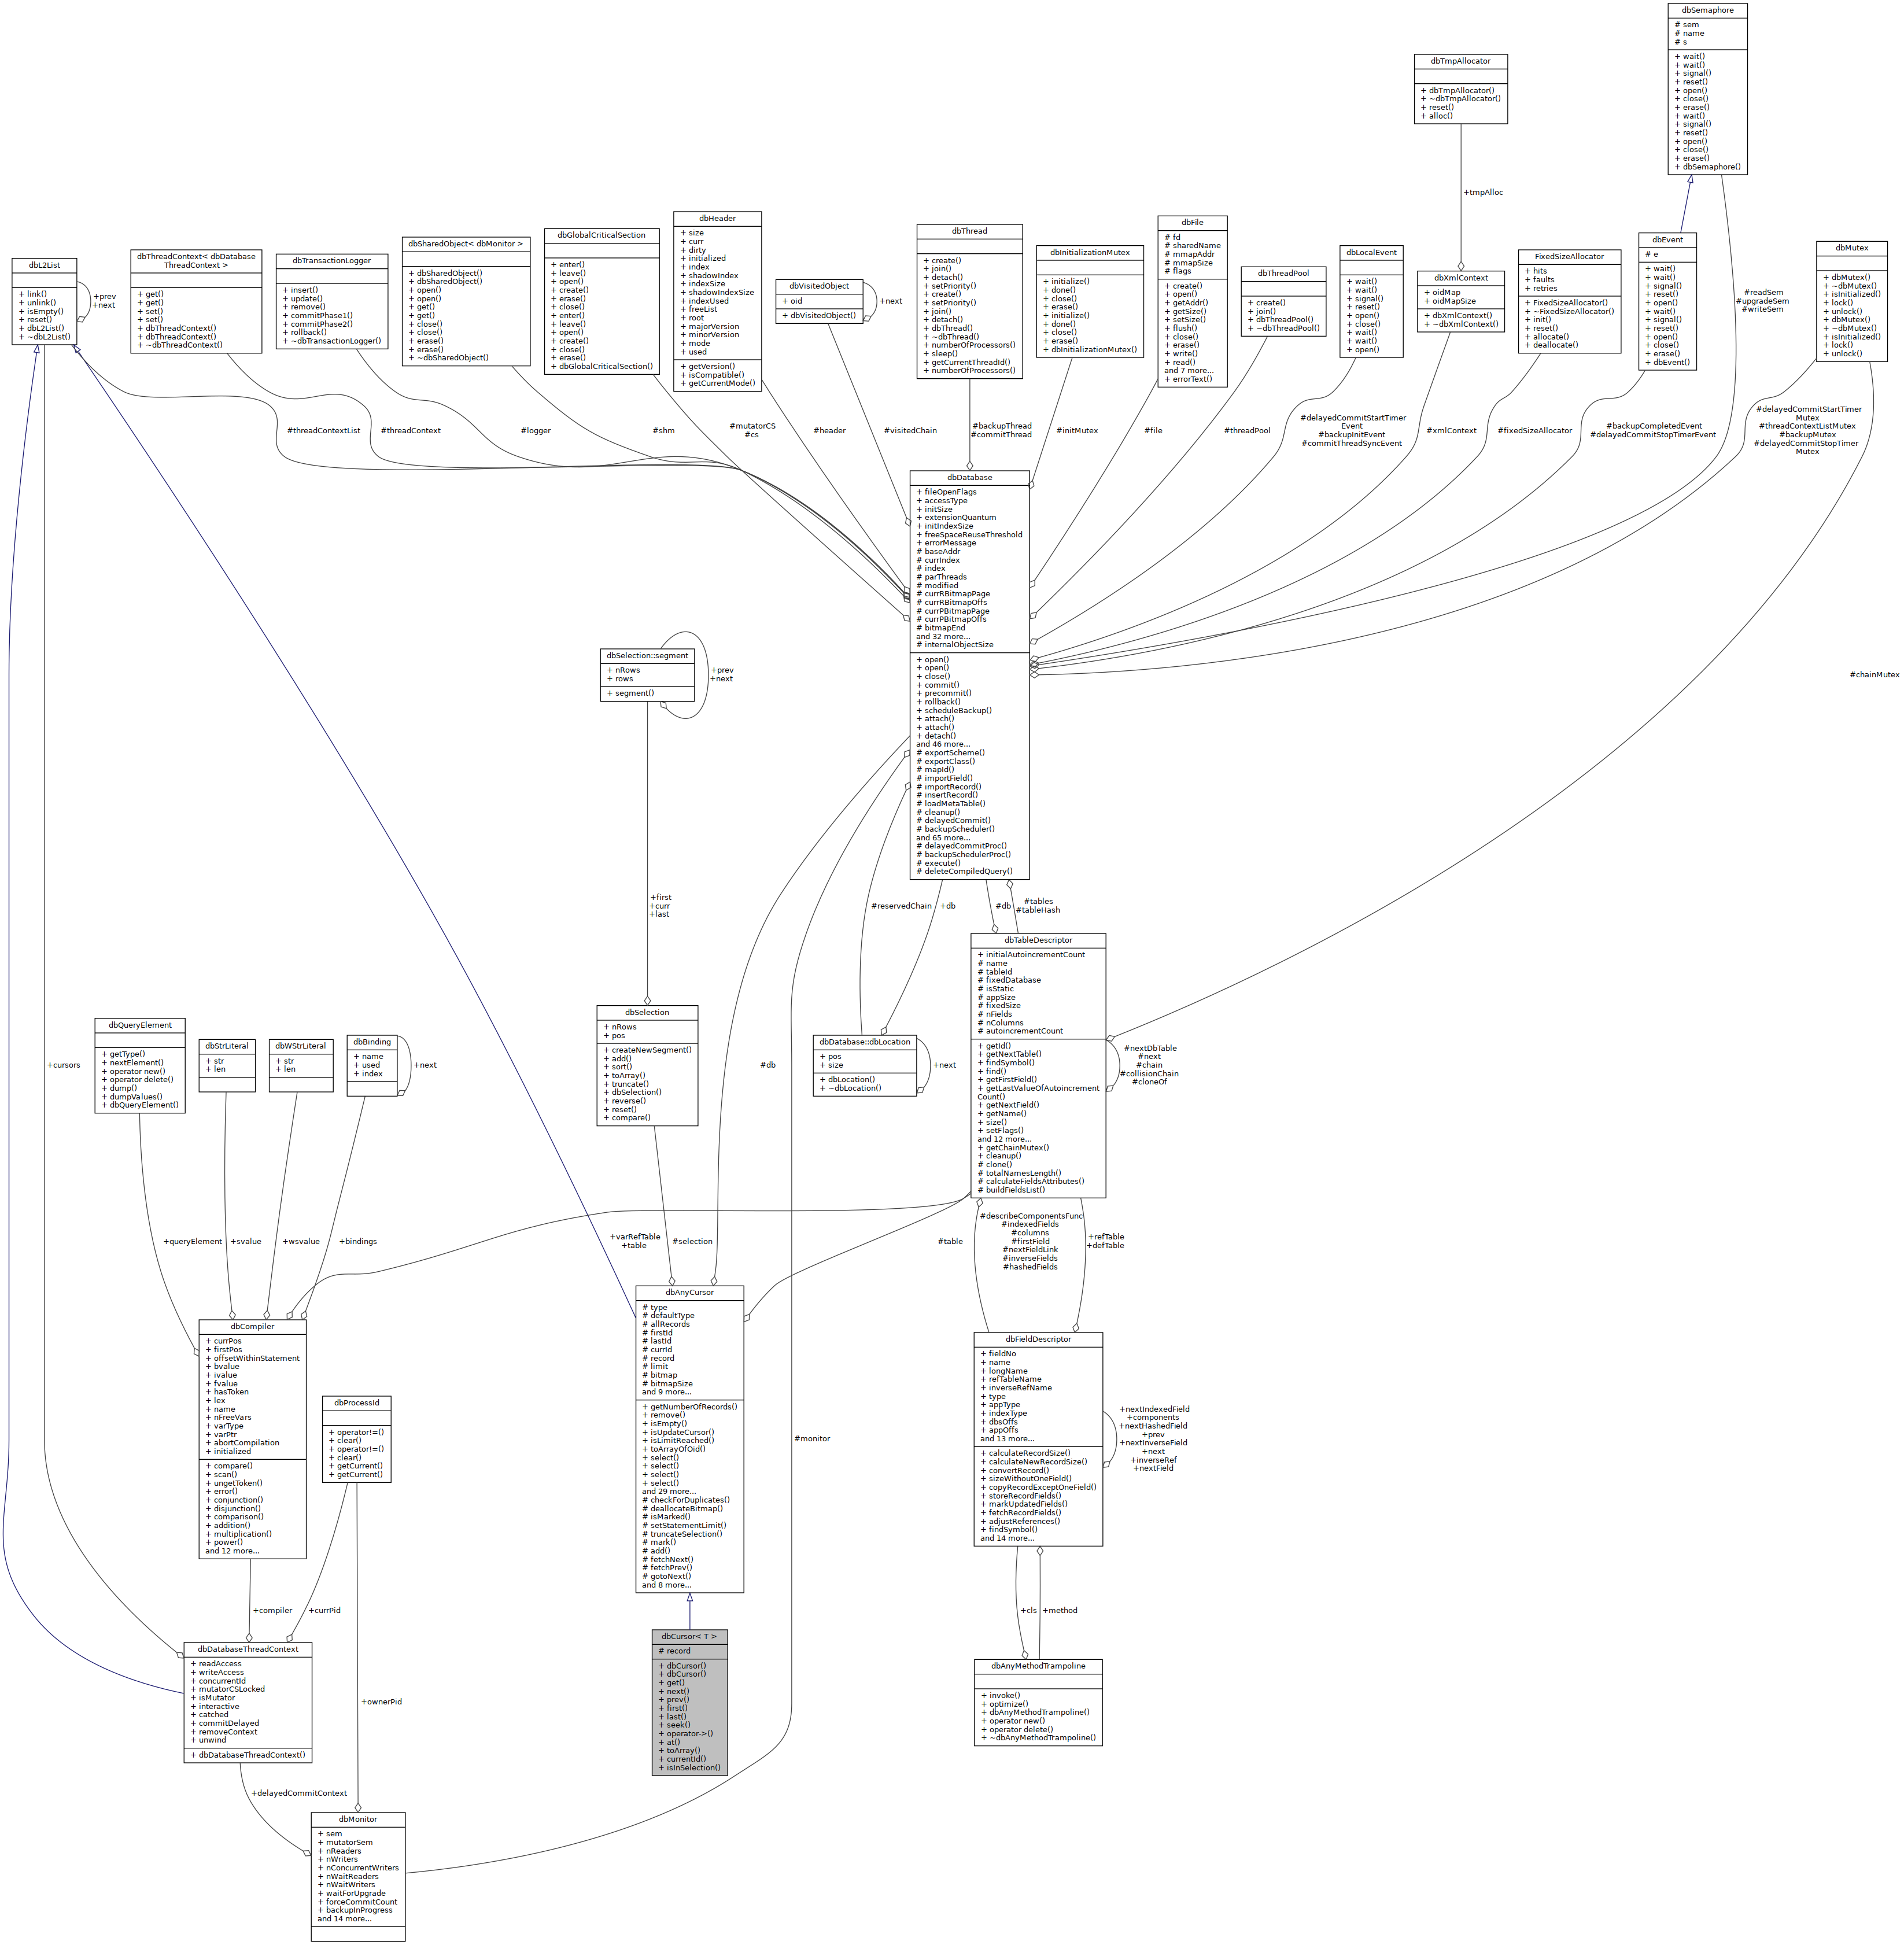 dbSemaphore
# sem
# name
# s
+ wait()
+ wait()
+ signal()
+ reset()
+ open()
+ close()
+ erase()
+ wait()
+ signal()
+ reset()
+ open()
+ close()
+ erase()
+ dbSemaphore()
dbTmpAllocator
+ dbTmpAllocator()
+ ~dbTmpAllocator()
+ reset()
+ alloc()
+tmpAlloc
dbL2List
+ link()
+ unlink()
+ isEmpty()
+ reset()
+ dbL2List()
+ ~dbL2List()
+prev
+next
dbThreadContext< dbDatabase
ThreadContext >
+ get()
+ get()
+ set()
+ set()
+ dbThreadContext()
+ dbThreadContext()
+ ~dbThreadContext()
dbTransactionLogger
+ insert()
+ update()
+ remove()
+ commitPhase1()
+ commitPhase2()
+ rollback()
+ ~dbTransactionLogger()
dbSharedObject< dbMonitor >
+ dbSharedObject()
+ dbSharedObject()
+ open()
+ open()
+ get()
+ get()
+ close()
+ close()
+ erase()
+ erase()
+ ~dbSharedObject()
dbGlobalCriticalSection
+ enter()
+ leave()
+ open()
+ create()
+ erase()
+ close()
+ enter()
+ leave()
+ open()
+ create()
+ close()
+ erase()
+ dbGlobalCriticalSection()
dbHeader
+ size
+ curr
+ dirty
+ initialized
+ index
+ shadowIndex
+ indexSize
+ shadowIndexSize
+ indexUsed
+ freeList
+ root
+ majorVersion
+ minorVersion
+ mode
+ used
+ getVersion()
+ isCompatible()
+ getCurrentMode()
dbVisitedObject
+ oid
+ dbVisitedObject()
+next
dbThread
+ create()
+ join()
+ detach()
+ setPriority()
+ create()
+ setPriority()
+ join()
+ detach()
+ dbThread()
+ ~dbThread()
+ numberOfProcessors()
+ sleep()
+ getCurrentThreadId()
+ numberOfProcessors()
dbInitializationMutex
+ initialize()
+ done()
+ close()
+ erase()
+ initialize()
+ done()
+ close()
+ erase()
+ dbInitializationMutex()
dbFile
# fd
# sharedName
# mmapAddr
# mmapSize
# flags
+ create()
+ open()
+ getAddr()
+ getSize()
+ setSize()
+ flush()
+ close()
+ erase()
+ write()
+ read()
and 7 more...
+ errorText()
dbThreadPool
+ create()
+ join()
+ dbThreadPool()
+ ~dbThreadPool()
dbLocalEvent
+ wait()
+ wait()
+ signal()
+ reset()
+ open()
+ close()
+ wait()
+ wait()
+ open()
dbXmlContext
+ oidMap
+ oidMapSize
+ dbXmlContext()
+ ~dbXmlContext()
FixedSizeAllocator
+ hits
+ faults
+ retries
+ FixedSizeAllocator()
+ ~FixedSizeAllocator()
+ init()
+ reset()
+ allocate()
+ deallocate()
dbEvent
# e
+ wait()
+ wait()
+ signal()
+ reset()
+ open()
+ wait()
+ signal()
+ reset()
+ open()
+ close()
+ erase()
+ dbEvent()
#readSem
#upgradeSem
#writeSem
dbMutex
+ dbMutex()
+ ~dbMutex()
+ isInitialized()
+ lock()
+ unlock()
+ dbMutex()
+ ~dbMutex()
+ isInitialized()
+ lock()
+ unlock()
#threadContextList
#threadContext
#logger
#shm
#mutatorCS
#cs
#header
#visitedChain
#backupThread
#commitThread
#initMutex
#file
#threadPool
#delayedCommitStartTimer
Event
#backupInitEvent
#commitThreadSyncEvent
#xmlContext
#fixedSizeAllocator
#backupCompletedEvent
#delayedCommitStopTimerEvent
#delayedCommitStartTimer
Mutex
#threadContextListMutex
#backupMutex
#delayedCommitStopTimer
Mutex
#chainMutex
dbDatabase
+ fileOpenFlags
+ accessType
+ initSize
+ extensionQuantum
+ initIndexSize
+ freeSpaceReuseThreshold
+ errorMessage
# baseAddr
# currIndex
# index
# parThreads
# modified
# currRBitmapPage
# currRBitmapOffs
# currPBitmapPage
# currPBitmapOffs
# bitmapEnd
and 32 more...
# internalObjectSize
+ open()
+ open()
+ close()
+ commit()
+ precommit()
+ rollback()
+ scheduleBackup()
+ attach()
+ attach()
+ detach()
and 46 more...
# exportScheme()
# exportClass()
# mapId()
# importField()
# importRecord()
# insertRecord()
# loadMetaTable()
# cleanup()
# delayedCommit()
# backupScheduler()
and 65 more...
# delayedCommitProc()
# backupSchedulerProc()
# execute()
# deleteCompiledQuery()
dbSelection::segment
+ nRows
+ rows
+ segment()
+prev
+next
+first
+curr
+last
#reservedChain
+db
#db
#tables
#tableHash
dbTableDescriptor
+ initialAutoincrementCount
# name
# tableId
# fixedDatabase
# isStatic
# appSize
# fixedSize
# nFields
# nColumns
# autoincrementCount
+ getId()
+ getNextTable()
+ findSymbol()
+ find()
+ getFirstField()
+ getLastValueOfAutoincrement
Count()
+ getNextField()
+ getName()
+ size()
+ setFlags()
and 12 more...
+ getChainMutex()
+ cleanup()
# clone()
# totalNamesLength()
# calculateFieldsAttributes()
# buildFieldsList()
#nextDbTable
#next
#chain
#collisionChain
#cloneOf
dbSelection
+ nRows
+ pos
+ createNewSegment()
+ add()
+ sort()
+ toArray()
+ truncate()
+ dbSelection()
+ reverse()
+ reset()
+ compare()
dbDatabase::dbLocation
+ pos
+ size
+ dbLocation()
+ ~dbLocation()
+next
#db
+cursors
dbQueryElement
+ getType()
+ nextElement()
+ operator new()
+ operator delete()
+ dump()
+ dumpValues()
+ dbQueryElement()
dbStrLiteral
+ str
+ len
dbWStrLiteral
+ str
+ len
dbBinding
+ name
+ used
+ index
+next
+queryElement
+svalue
+wsvalue
+bindings
+varRefTable
+table
#selection
#table
#describeComponentsFunc
#indexedFields
#columns
#firstField
#nextFieldLink
#inverseFields
#hashedFields
+refTable
+defTable
dbCompiler
+ currPos
+ firstPos
+ offsetWithinStatement
+ bvalue
+ ivalue
+ fvalue
+ hasToken
+ lex
+ name
+ nFreeVars
+ varType
+ varPtr
+ abortCompilation
+ initialized
+ compare()
+ scan()
+ ungetToken()
+ error()
+ conjunction()
+ disjunction()
+ comparison()
+ addition()
+ multiplication()
+ power()
and 12 more...
dbProcessId
+ operator!=()
+ clear()
+ operator!=()
+ clear()
+ getCurrent()
+ getCurrent()
dbAnyCursor
# type
# defaultType
# allRecords
# firstId
# lastId
# currId
# record
# limit
# bitmap
# bitmapSize
and 9 more...
+ getNumberOfRecords()
+ remove()
+ isEmpty()
+ isUpdateCursor()
+ isLimitReached()
+ toArrayOfOid()
+ select()
+ select()
+ select()
+ select()
and 29 more...
# checkForDuplicates()
# deallocateBitmap()
# isMarked()
# setStatementLimit()
# truncateSelection()
# mark()
# add()
# fetchNext()
# fetchPrev()
# gotoNext()
and 8 more...
#monitor
dbFieldDescriptor
+ fieldNo
+ name
+ longName
+ refTableName
+ inverseRefName
+ type
+ appType
+ indexType
+ dbsOffs
+ appOffs
and 13 more...
+ calculateRecordSize()
+ calculateNewRecordSize()
+ convertRecord()
+ sizeWithoutOneField()
+ copyRecordExceptOneField()
+ storeRecordFields()
+ markUpdatedFields()
+ fetchRecordFields()
+ adjustReferences()
+ findSymbol()
and 14 more...
+nextIndexedField
+components
+nextHashedField
+prev
+nextInverseField
+next
+inverseRef
+nextField
+compiler
+currPid
+cls
+method
dbDatabaseThreadContext
+ readAccess
+ writeAccess
+ concurrentId
+ mutatorCSLocked
+ isMutator
+ interactive
+ catched
+ commitDelayed
+ removeContext
+ unwind
+ dbDatabaseThreadContext()
+ownerPid
dbCursor< T >
# record
+ dbCursor()
+ dbCursor()
+ get()
+ next()
+ prev()
+ first()
+ last()
+ seek()
+ operator->()
+ at()
+ toArray()
+ currentId()
+ isInSelection()
dbAnyMethodTrampoline
+ invoke()
+ optimize()
+ dbAnyMethodTrampoline()
+ operator new()
+ operator delete()
+ ~dbAnyMethodTrampoline()
+delayedCommitContext
dbMonitor
+ sem
+ mutatorSem
+ nReaders
+ nWriters
+ nConcurrentWriters
+ nWaitReaders
+ nWaitWriters
+ waitForUpgrade
+ forceCommitCount
+ backupInProgress
and 14 more...